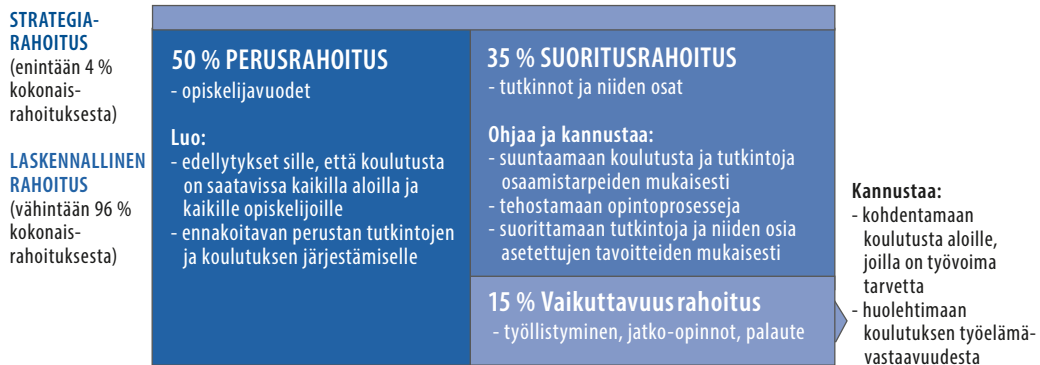 STRATEGIA-
RAHOITUS
(enintään 4 %
kokonais-
rahoituksesta)
LASKENNALLINEN
RAHOITUS
(vähintään 96 %
kokonais-
rahoituksesta)
50 % PERUSRAHOITUS
- opiskelijavuodet
Luo:
- edellytykset sille, että koulutusta
on saatavissa kaikilla aloilla ja
kaikille opiskelijoille
- ennakoitavan perustan tutkintojen
ja koulutuksen järjestämiselle
35 % SUORITUSRAHOITUS
- tutkinnot ja niiden osat
Ohjaa ja kannustaa:
- suuntaamaan koulutusta ja tutkintoja
osaamistarpeiden mukaisesti
- tehostamaan opintoprosesseja
- suorittamaan tutkintoja ja niiden osia
asetettujen tavoitteiden mukaisesti
15 % Vaikuttavuus rahoitus
- työllistyminen, jatko-opinnot, palaute
Kannustaa:
- kohdentamaan
koulutusta aloille,
joilla on työvoima
tarvetta
- huolehtimaan
koulutuksen työelämä-
vastaavuudesta